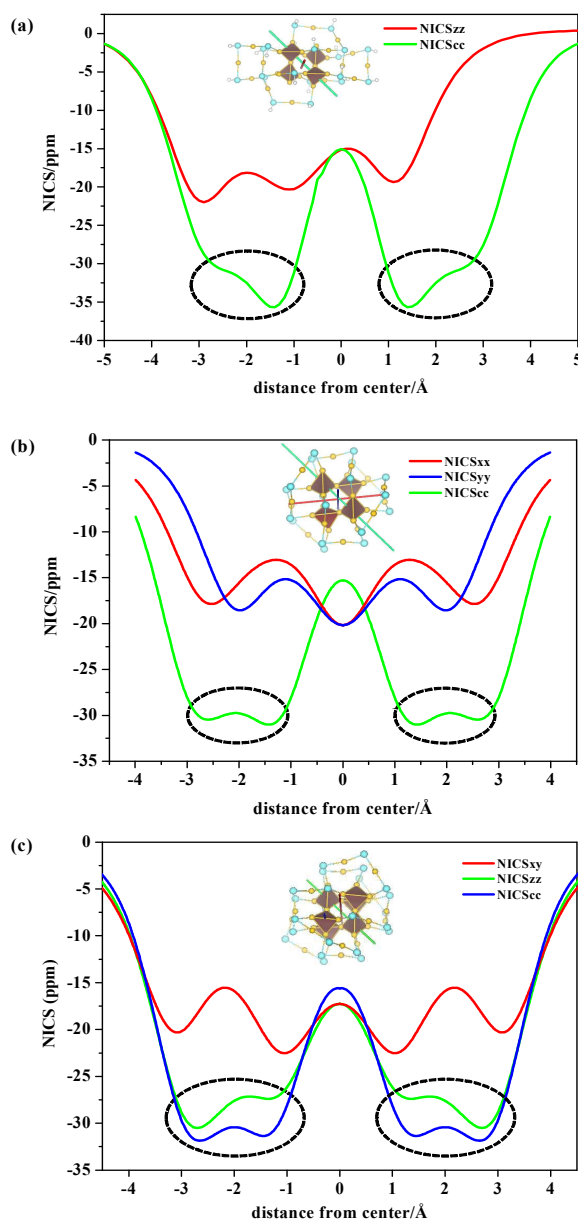 (a)
NICSzz
NICScc
NICS/ppm
0
-5
-10
-15
-20
-25
-30
-35
-40
-5 -4 -3 -2 -1 0 1 2 3 4 5
distance from center/Å
(b)
NICSxx
NICSyy
NICScc
NICS/ppm
0
-5
-10
-15
-20
-25
-30
-35
-4 -3 -2 -1 0 1 2 3 4
distance from center/Å
(c)
NICSxy
NICSzz
NICScc
NICS (ppm)
0
-5
-10
-15
-20
-25
-30
-35
-4 -3 -2 -1 0 1 2 3 4
distance from center/Å